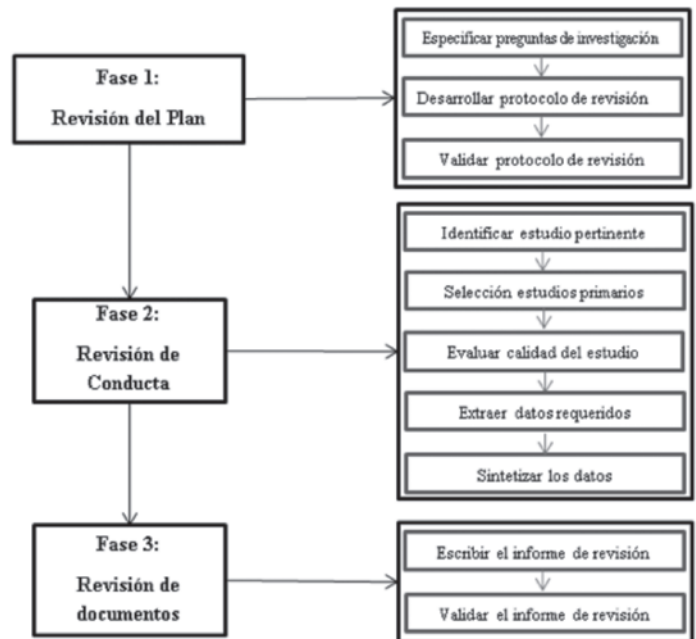 Fase 1:
Revisión del Plan
Especificar preguntas de investigación
Desarrollar protocolo de revisión
Validar protocolo de revisión
Fase 2:
Revisión de
Conducta
Identificar estudio pertinente
Selección estudios primarios
Evaluar calidad del estudio
Extraer datos requeridos
Sintetizar los datos
Fase 3:
Revisión de
documentos
Escribir el informe de revisión
Validar el informe de revisión